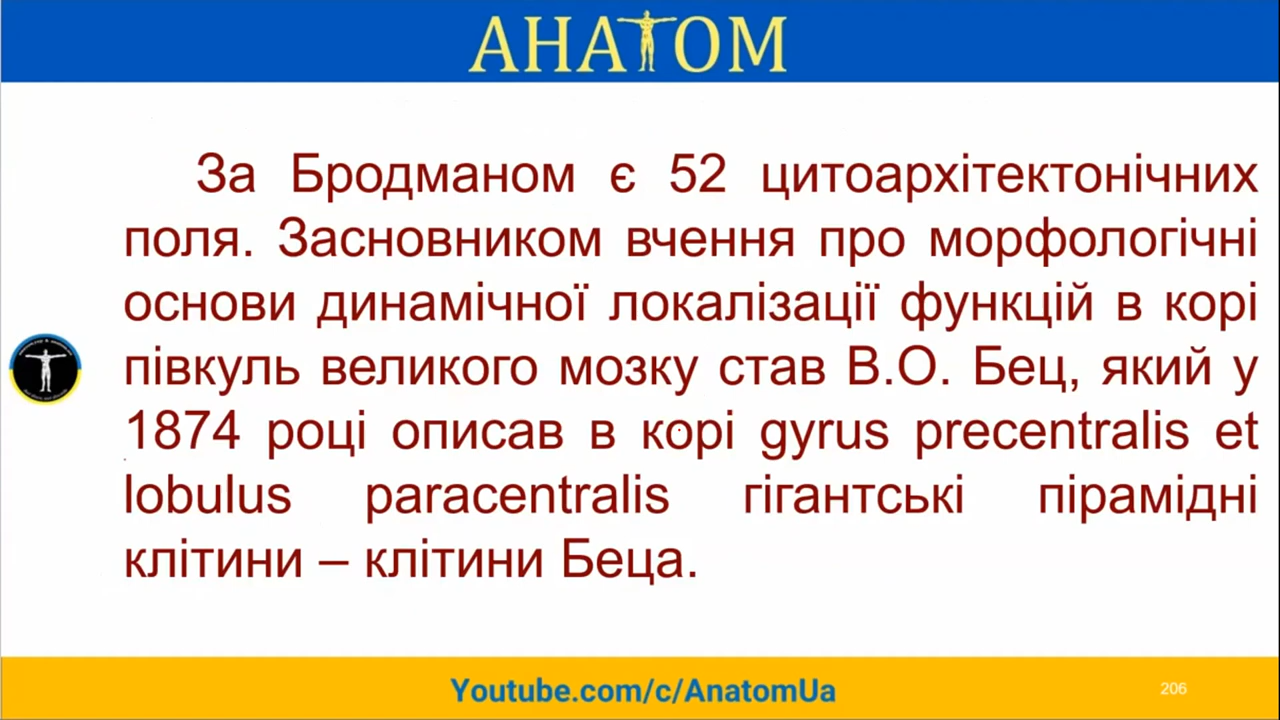 АНАТОМ
За Бродманом є 52 цитоархітектонічних
поля. Засновником вчення про морфологічні
основи динамічної локалізації функцій в корі
півкуль великого мозку став В.О. Бец, який у
1874 році описав в корі gyrus precentralis et
lobulus paracentralis гігантські пірамідні
клітини – клітини Беца.
Youtube.com/c/AnatomUa
206